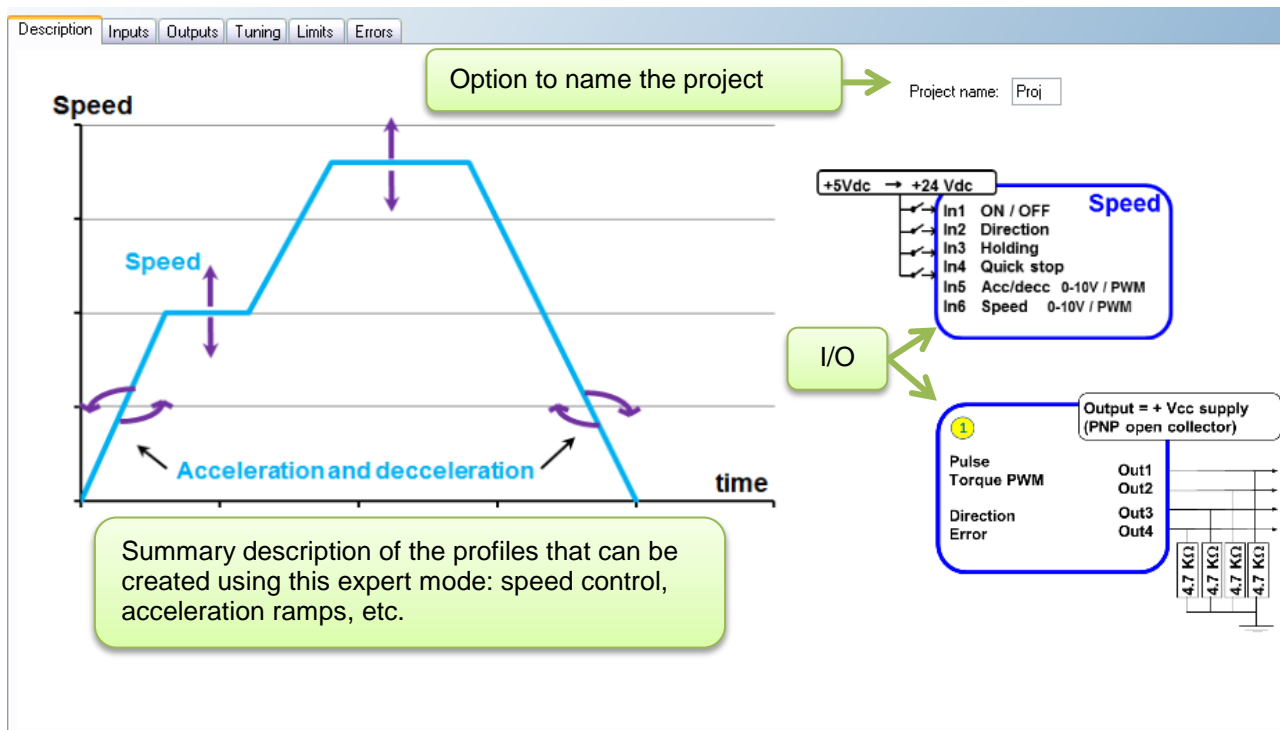 Description Inputs Outputs Tuning Limits Errors
Option to name the project
Project name: Proj
Speed
Speed
Acceleration and decceleration
time
Summary description of the profiles that can be
created using this expert mode: speed control,
acceleration ramps, etc.
+5Vdc → +24 Vdc
Speed
In1 ON / OFF
In2 Direction
In3 Holding
In4 Quick stop
In5 Acc/decc 0-10V / PWM
In6 Speed 0-10V / PWM
I/O
Output = + Vcc supply
(PNP open collector)
1
Pulse Out1
Torque PWM Out2
Direction Out3
Error Out4
4.7 KΩ
4.7 KΩ
4.7 KΩ
4.7 KΩ